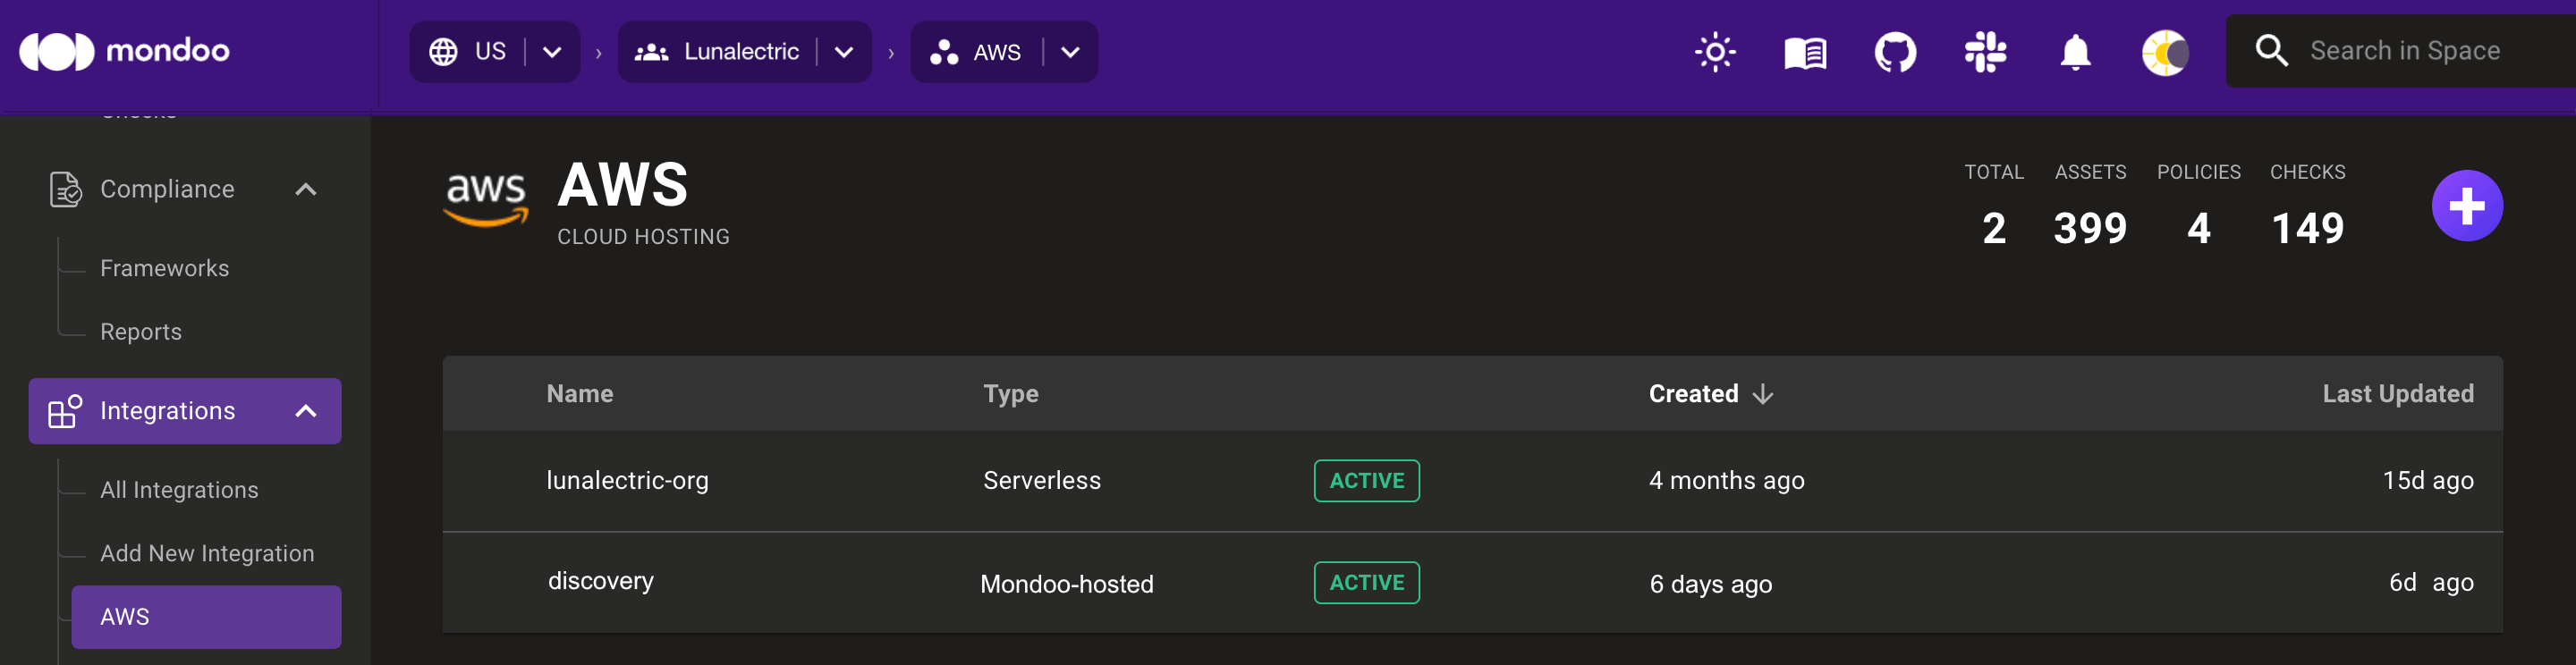 mondoo
US
Lunalectric
AWS
Search in Space
Compliance
Frameworks
Reports
Integrations
All Integrations
Add New Integration
AWS
aws
AWS
CLOUD HOSTING
TOTAL ASSETS POLICIES CHECKS
2 399 4 149
Name Type Created Last Updated
lunalectric-org Serverless ACTIVE 4 months ago 15d ago
discovery Mondoo-hosted ACTIVE 6 days ago 6d ago